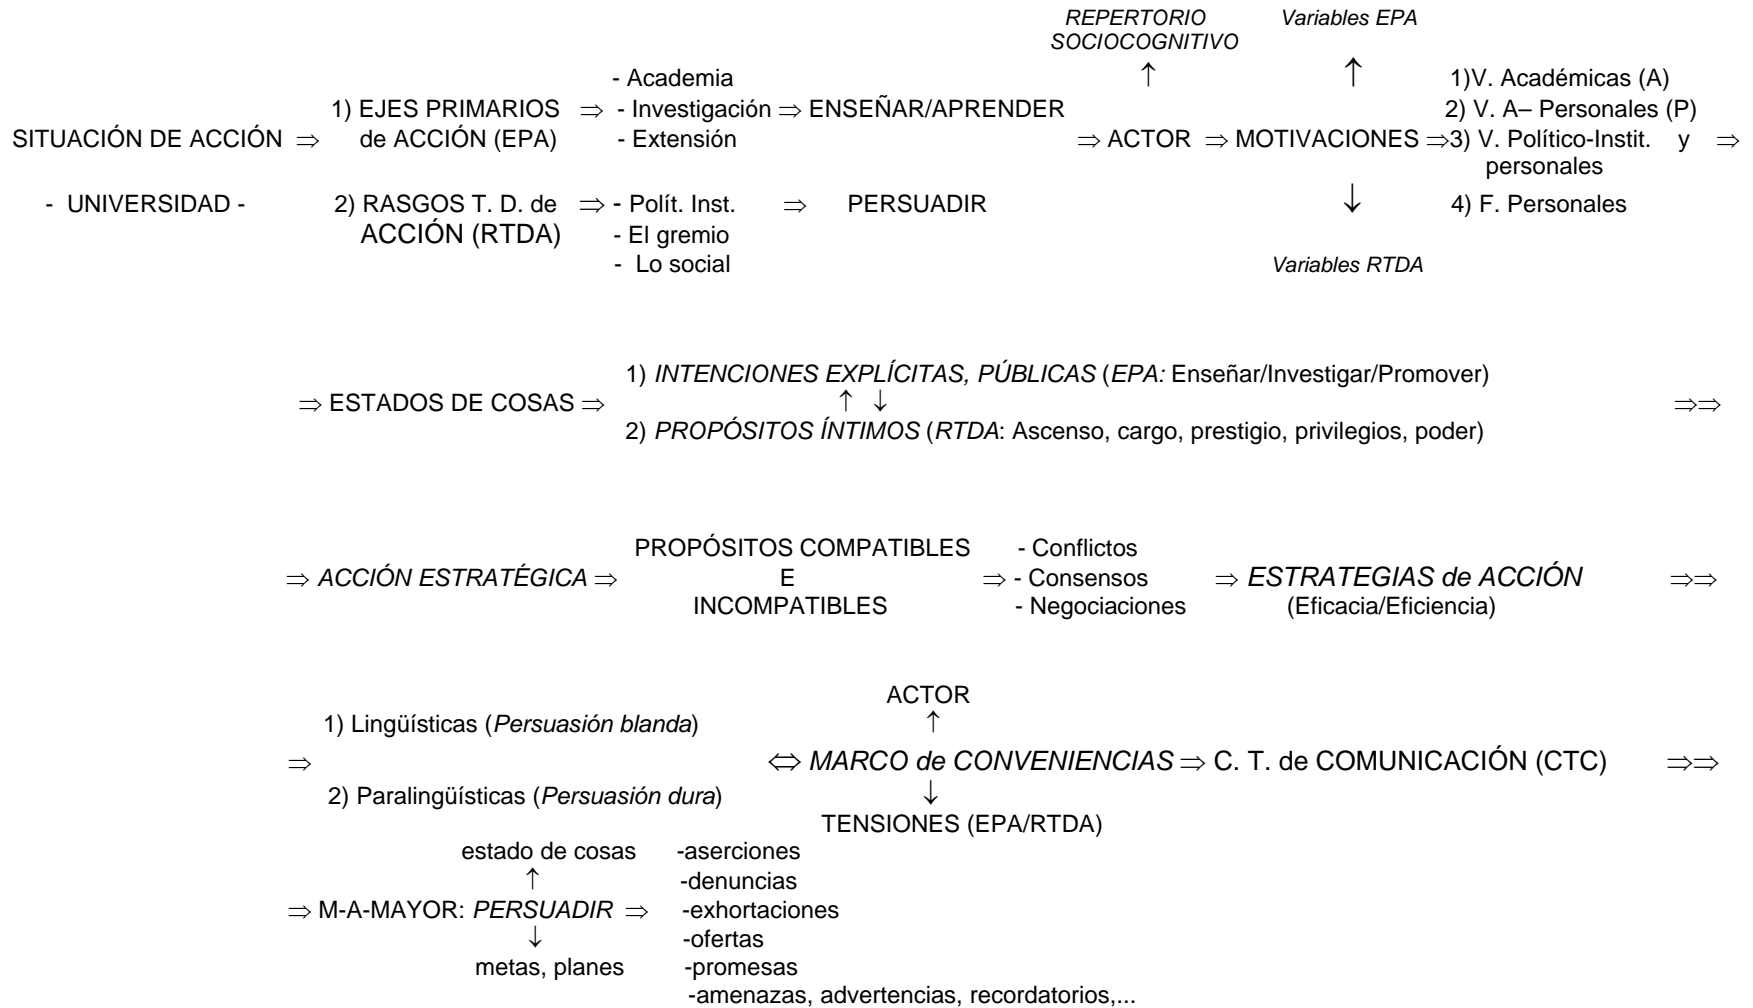 REPERTORIO Variables EPA
SOCIOCOGNITIVO
- Academia ↑ ↑ 1)V. Académicas (A)
1) EJES PRIMARIOS ⇒ - Investigación ⇒ ENSEÑAR/APRENDER 2) V. A– Personales (P)
SITUACIÓN DE ACCIÓN ⇒ de ACCIÓN (EPA) - Extensión ⇒ ACTOR ⇒ MOTIVACIONES ⇒3) V. Político-Instit. y ⇒
personales
- UNIVERSIDAD - 2) RASGOS T. D. de ⇒ - Polít. Inst. ⇒ PERSUADIR ↓ 4) F. Personales
ACCIÓN (RTDA) - El gremio
- Lo social Variables RTDA
1) INTENCIONES EXPLÍCITAS, PÚBLICAS (EPA: Enseñar/Investigar/Promover)
⇒ ESTADOS DE COSAS ⇒ ↑ ↓ ⇒⇒
2) PROPÓSITOS ÍNTIMOS (RTDA: Ascenso, cargo, prestigio, privilegios, poder)
PROPÓSITOS COMPATIBLES - Conflictos
⇒ ACCIÓN ESTRATÉGICA ⇒ E ⇒ - Consensos ⇒ ESTRATEGIAS de ACCIÓN ⇒⇒
INCOMPATIBLES - Negociaciones (Eficacia/Eficiencia)
ACTOR
1) Lingüísticas (Persuasión blanda) ↑
⇒ ⇔ MARCO de CONVENIENCIAS ⇒ C. T. de COMUNICACIÓN (CTC) ⇒⇒
2) Paralingüísticas (Persuasión dura) ↓
TENSIONES (EPA/RTDA)
estado de cosas -aserciones
↑ -denuncias
⇒ M-A-MAYOR: PERSUADIR ⇒ -exhortaciones
↓ -ofertas
metas, planes -promesas
-amenazas, advertencias, recordatorios,...